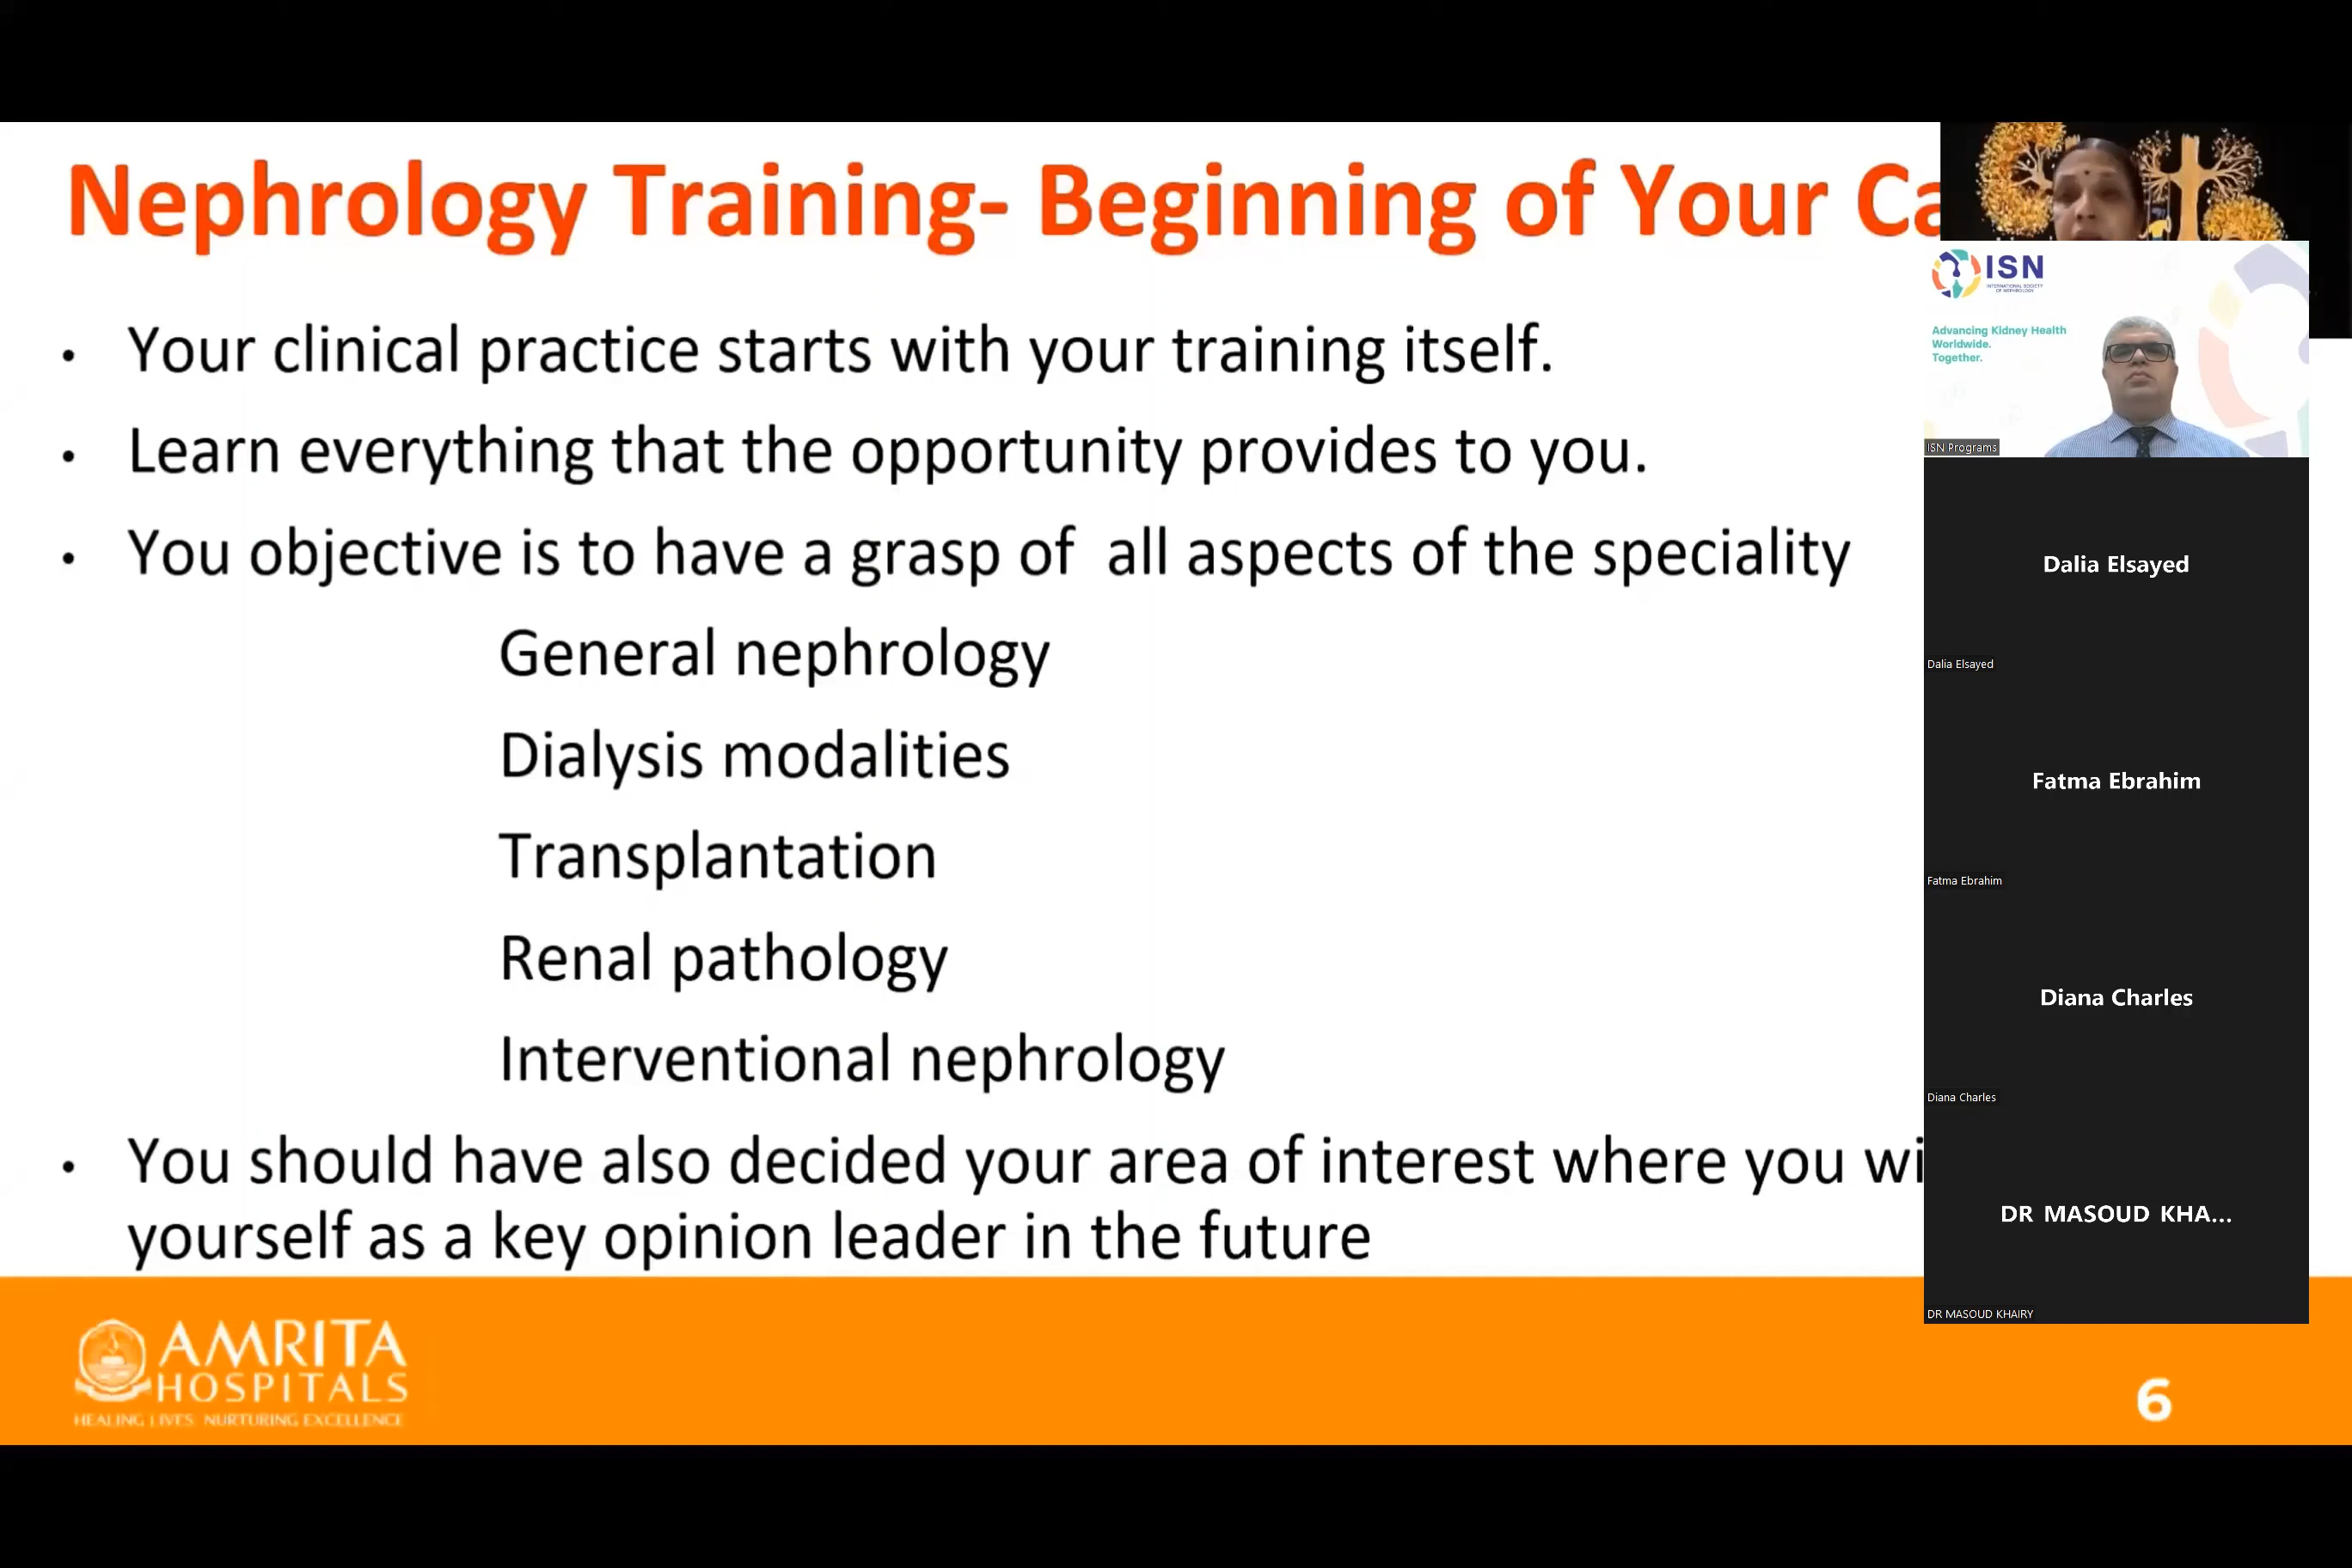 Nephrology Training- Beginning of Your Ca
• Your clinical practice starts with your training itself.
• Learn everything that the opportunity provides to you.
• You objective is to have a grasp of all aspects of the speciality
General nephrology
Dialysis modalities
Transplantation
Renal pathology
Interventional nephrology
• You should have also decided your area of interest where you wi
yourself as a key opinion leader in the future
AMRITA
HOSPITALS
HEALING LIVES NURTURING EXCELLENCE
6
ISN
INTERNATIONAL SOCIETY
OF NEPHROLOGY
Advancing Kidney Health
Worldwide.
Together.
ISN Programs
Dalia Elsayed
Dalia Elsayed
Fatma Ebrahim
Fatma Ebrahim
Diana Charles
Diana Charles
DR MASOUD KHA...
DR MASOUD KHAIRY